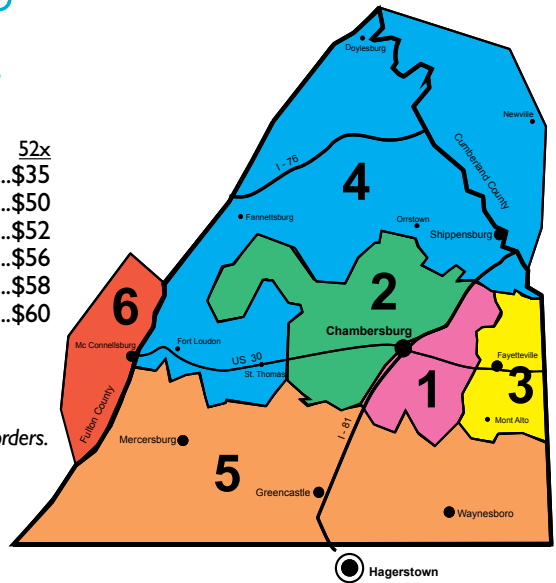 Doylesburg
Newville
52x
I - 76
Cumberland County
..$35
4
..$50
Fannettsburg
Orrstown
..$52
Shippensburg
..$56
2
..$58
6
..$60
Chambersburg
Mc Connellsburg
Fort Loudon
US 30
Fayetteville
St. Thomas
1
3
Fulton County
Mont Alto
I - 81
orders.
Mercersburg
5
Greencastle
Waynesboro
Hagerstown